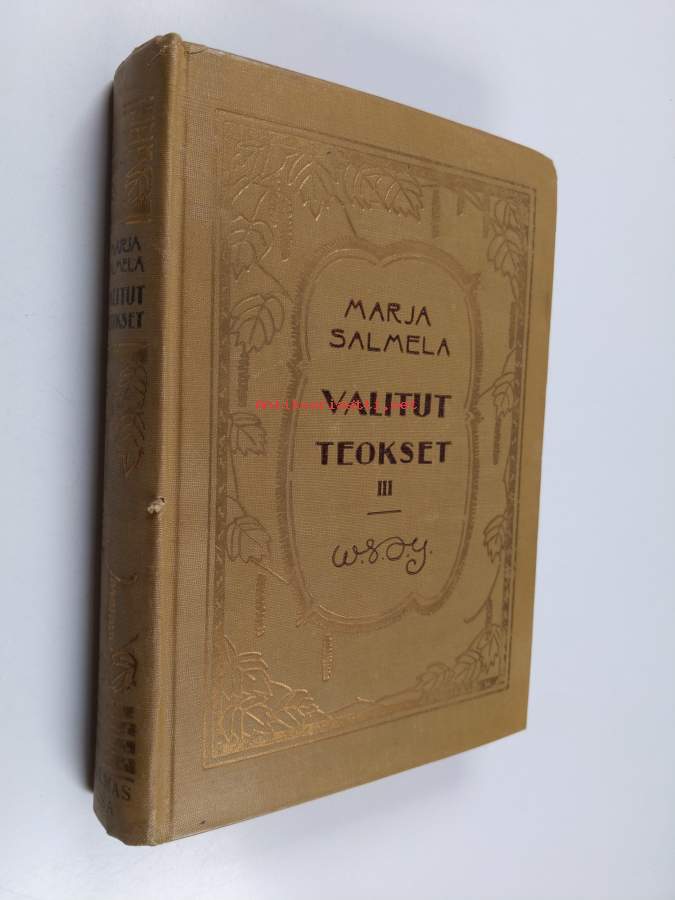 MARJA
SALMELA
VALITUT
TEOKSET
III
W.S.O.Y.
MARJA
SALMELA
VALITUT
TEOKSET